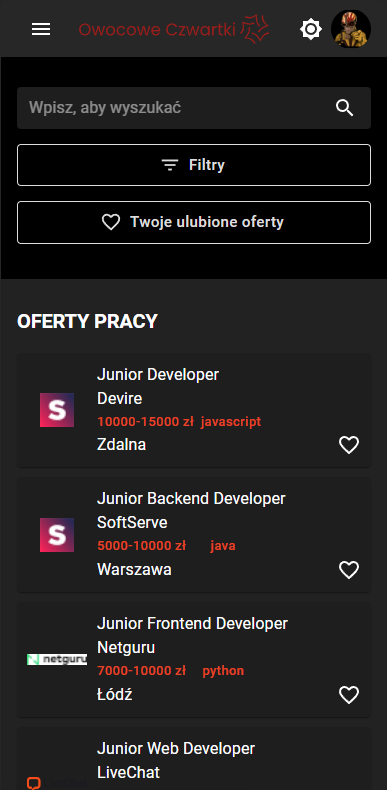 Owocowe Czwartki
Wpisz, aby wyszukać
Filtry
Twoje ulubione oferty
OFERTY PRACY
S
Junior Developer
Devire
10000-15000 zł javascript
Zdalna
S
Junior Backend Developer
SoftServe
5000-10000 zł java
Warszawa
netguru
Junior Frontend Developer
Netguru
7000-10000 zł python
Łódź
Junior Web Developer
LiveChat